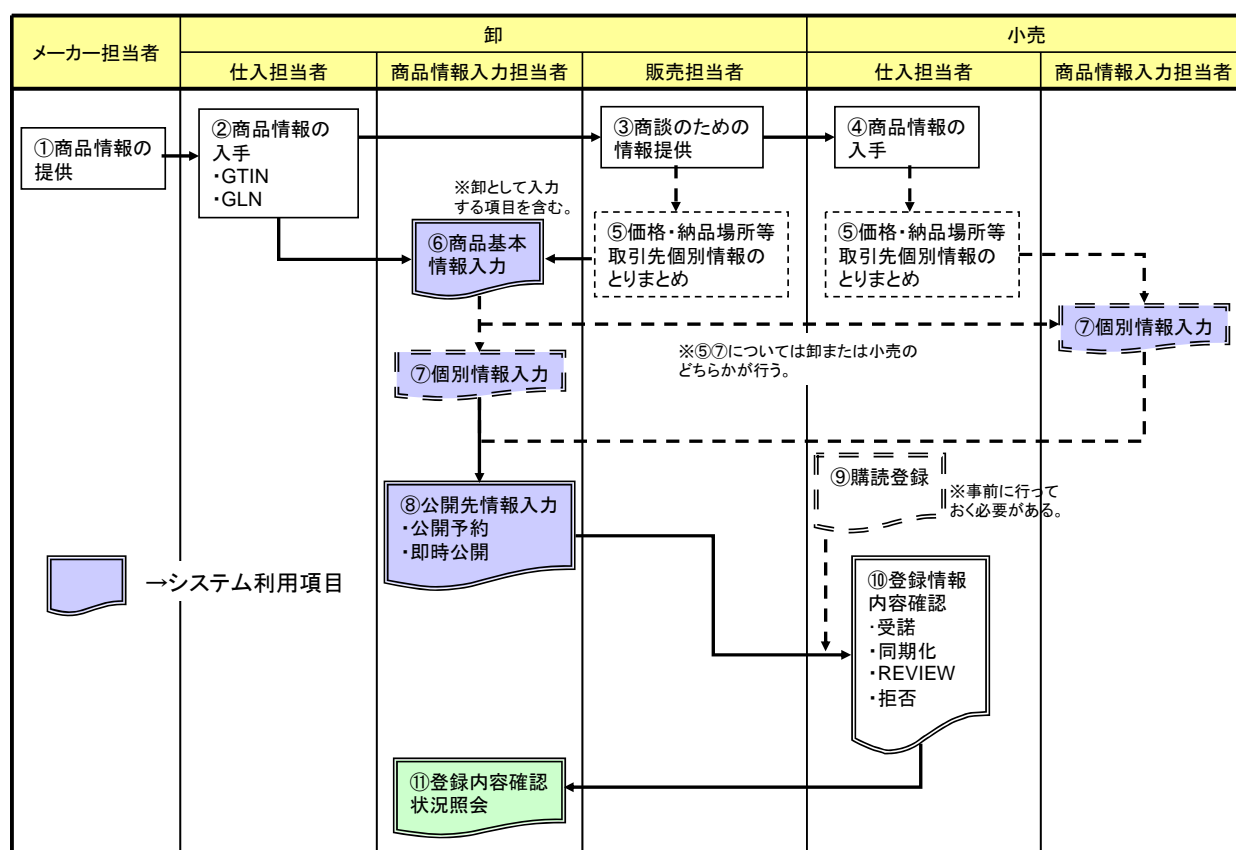 メーカー担当者
卸
小売
仕入担当者
商品情報入力担当者
販売担当者
仕入担当者
商品情報入力担当者
①商品情報の
提供
②商品情報の
入手
・GTIN
・GLN
③商談のための
情報提供
④商品情報の
入手
※卸として入力
する項目を含む。
⑥商品基本
情報入力
⑤価格・納品場所等
取引先個別情報の
とりまとめ
⑤価格・納品場所等
取引先個別情報の
とりまとめ
⑦個別情報入力
※⑤⑦については卸または小売の
どちらかが行う。
⑦個別情報入力
⑨購読登録
※事前に行って
おく必要がある。
⑧公開先情報入力
・公開予約
・即時公開
→システム利用項目
⑩登録情報
内容確認
・受諾
・同期化
・REVIEW
・拒否
⑪登録内容確認
状況照会